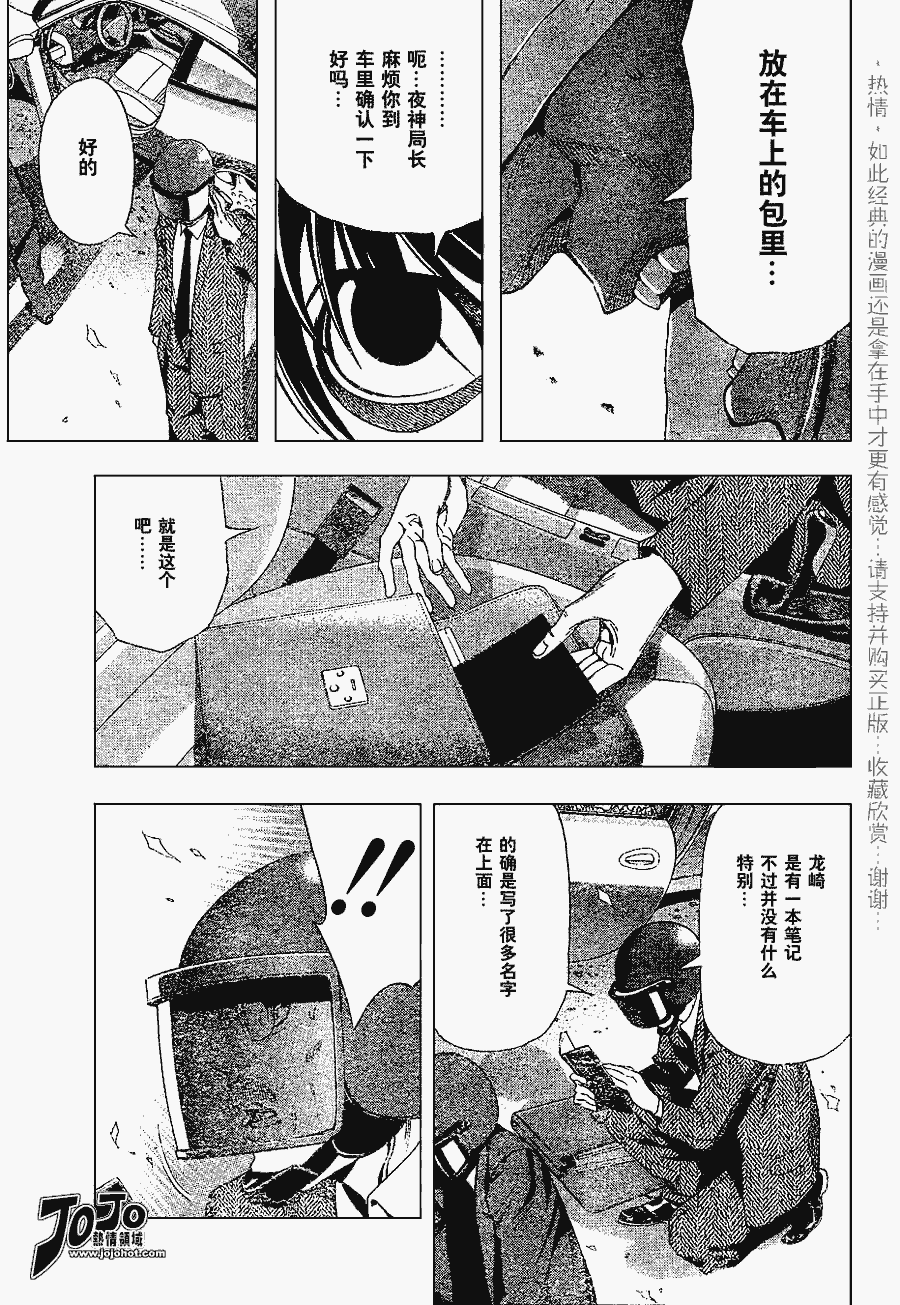 放在车上的包里…
…………
呃…夜神局长
麻烦你到
车里确认一下
好吗…
好的
就是这个
吧……
龙崎
是有一本笔记
不过并没有什么
特别…
的确是写了很多名字
在上面…
!!
、热情、如此经典的漫画还是拿在手中才更有感觉…请支持并购买正版…收藏欣赏…谢谢…
JOJO
熱情領域
www.jojohot.com